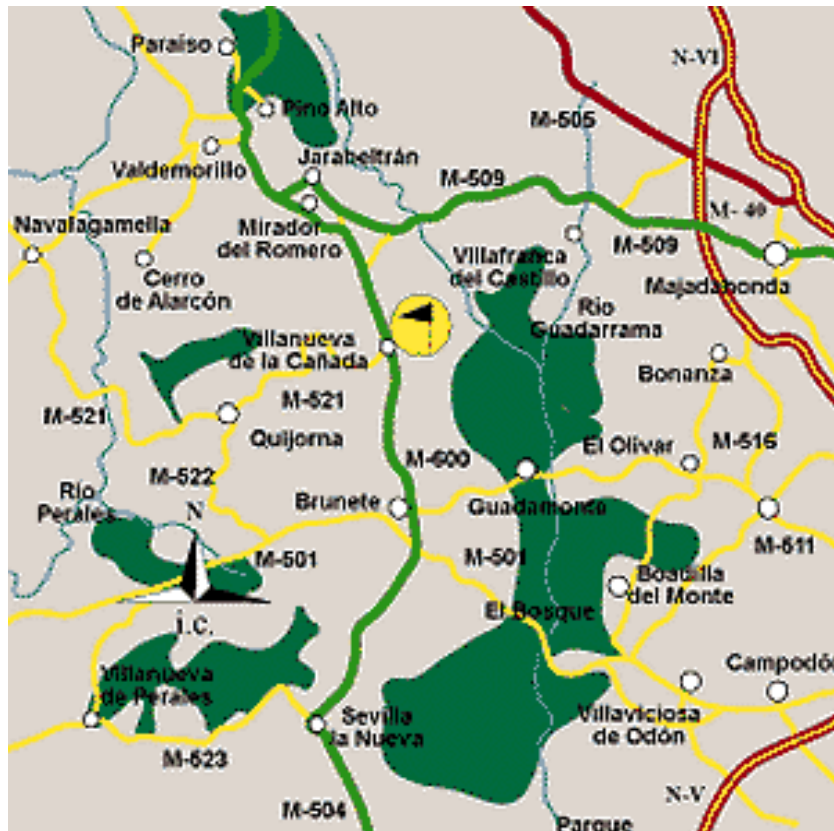 Paraíso
N-VI
Pino Alto
M-505
Valdemorillo
Jarabeltrán
M-509
Navalagamella
Mirador
del Romero
M- 40
M-509
Cerro
de Alarcón
Villafranca
del Castillo
Majadahonda
Río
Guadarrama
Villanueva
de la Cañada
Bonanza
M-521
M-521
Quijorna
El Olivar
M-516
M-522
M-600
Río
Perales
N
Brunete
Guadamonte
M-501
M-501
M-511
Boadilla
del Monte
El Bosque
j.c.
Villanueva
de Perales
Campodón
Sevilla
la Nueva
Villaviciosa
de Odón
M-523
M-504
N-V
Parque